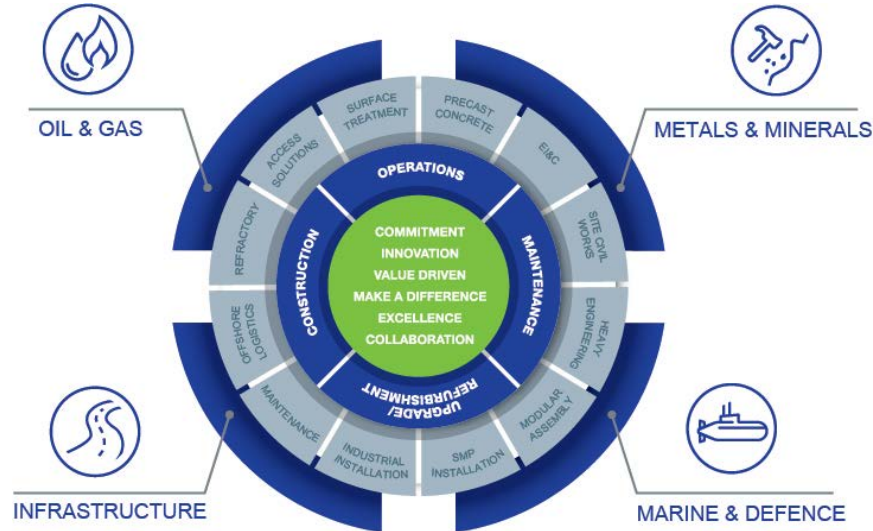 OIL & GAS
METALS & MINERALS
INFRASTRUCTURE
MARINE & DEFENCE
SURFACE
TREATMENT
PRECAST
CONCRETE
EI&C
SITE CIVIL
WORKS
HEAVY
ENGINEERING
MODULAR
ASSEMBLY
SMP
INSTALLATION
INDUSTRIAL
INSTALLATION
MAINTENANCE
OFFSHORE
LOGISTICS
REFRACTORY
ACCESS
SOLUTIONS
OPERATIONS
MAINTENANCE
UPGRADE/
REFURBISHMENT
CONSTRUCTION
COMMITMENT
INNOVATION
VALUE DRIVEN
MAKE A DIFFERENCE
EXCELLENCE
COLLABORATION